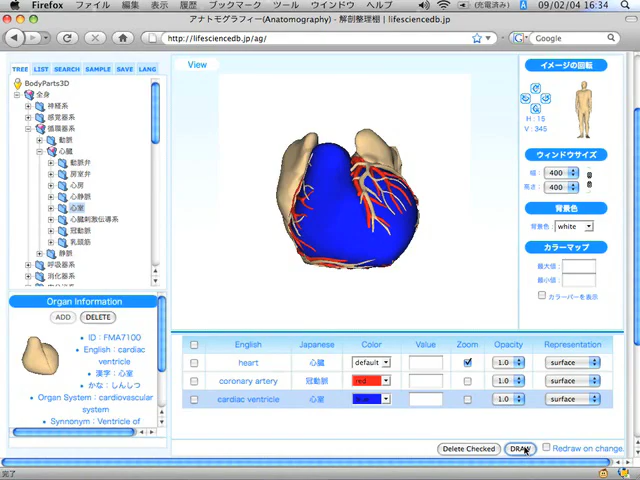 Firefox ファイル 編集 表示 履歴 ブックマーク ツール ウインドウ ヘルプ (充電済み) 09/02/04 16:34
アナトモグラフィー(Anatomography) - 解剖整理棚 | lifesciencedb.jp
http://lifesciencedb.jp/ag/
Google
TREE LIST SEARCH SAMPLE SAVE LANG
BodyParts3D
全身
神経系
感覚器系
循環器系
動脈
心臓
動脈弁
房室弁
心房
心静脈
心室
心臓刺激伝導系
冠動脈
乳頭筋
静脈
呼吸器系
消化器系
Organ Information
ADD DELETE
ID : FMA7100
English : cardiac
ventricle
漢字 : 心室
かな : しんしつ
Organ System : cardiovascular
system
Synnonym : Ventricle of
View
イメージの回転
H : 15
V : 345
ウィンドウサイズ
幅 : 400
高さ : 400
背景色
背景色 : white
カラーマップ
最大値 :
最小値 :
カラーバーを表示
English Japanese Color Value Zoom Opacity Representation
heart 心臓 default 1.0 surface
coronary artery 冠動脈 red 1.0 surface
cardiac ventricle 心室 1.0 surface
Delete Checked DRAW Redraw on change.
完了